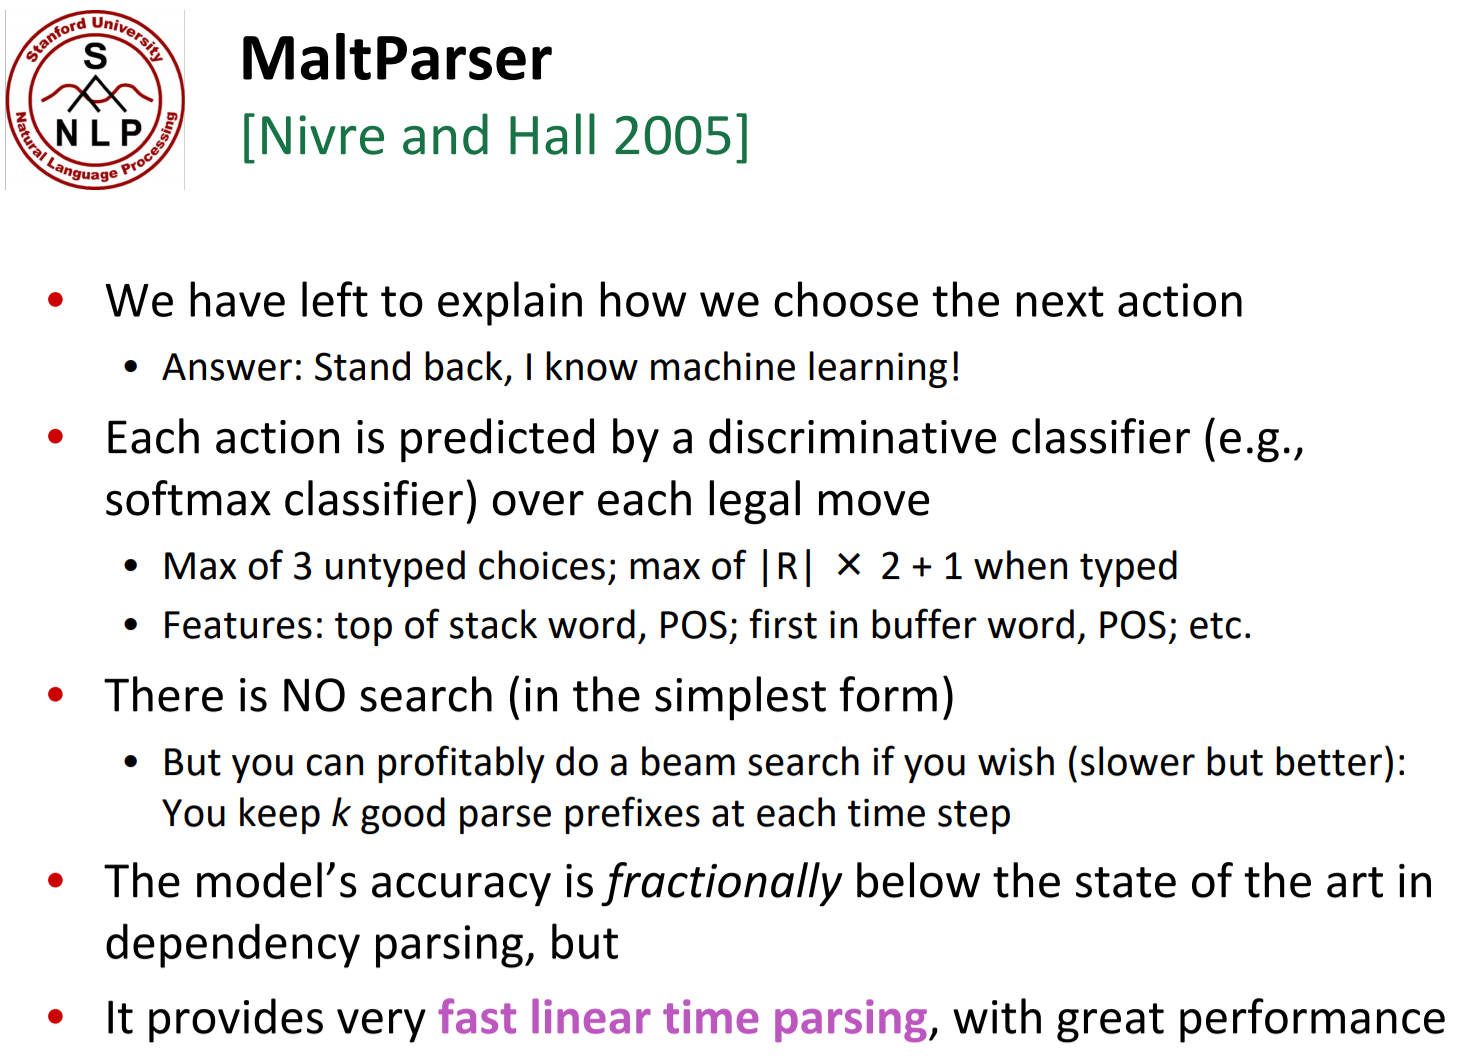 Stanford University
S
N L P
Natural Language Processing
MaltParser
[Nivre and Hall 2005]
• We have left to explain how we choose the next action
• Answer: Stand back, I know machine learning!
• Each action is predicted by a discriminative classifier (e.g.,
softmax classifier) over each legal move
• Max of 3 untyped choices; max of |R| × 2 + 1 when typed
• Features: top of stack word, POS; first in buffer word, POS; etc.
• There is NO search (in the simplest form)
• But you can profitably do a beam search if you wish (slower but better):
You keep k good parse prefixes at each time step
• The model’s accuracy is fractionally below the state of the art in
dependency parsing, but
• It provides very fast linear time parsing, with great performance